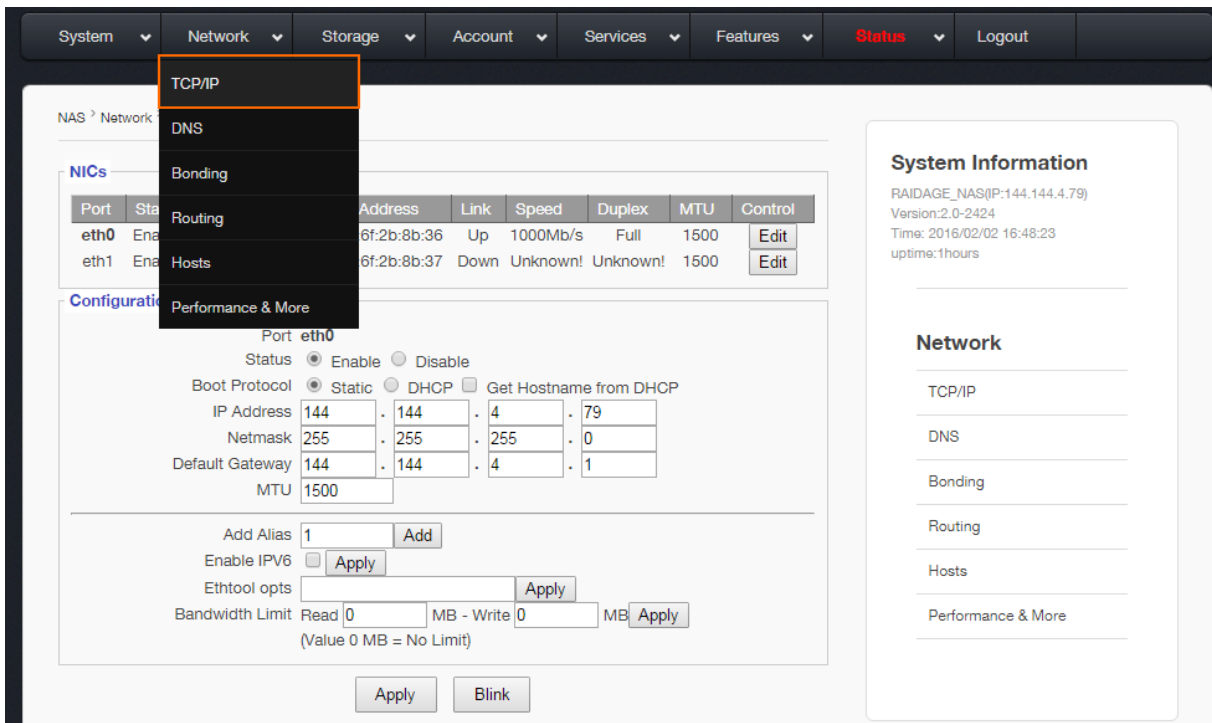 System Network Storage Account Services Features Status Logout
TCP/IP
DNS
Bonding
Routing
Hosts
Performance & More
NAS > Network
NICs
Port Address Link Speed Duplex MTU Control
eth0 6f:2b:8b:36 Up 1000Mb/s Full 1500 Edit
eth1 6f:2b:8b:37 Down Unknown! Unknown! 1500 Edit
Port eth0
Status Enable Disable
Boot Protocol Static DHCP Get Hostname from DHCP
IP Address 144 . 144 . 4 . 79
Netmask 255 . 255 . 255 . 0
Default Gateway 144 . 144 . 4 . 1
MTU 1500
Add Alias 1 Add
Enable IPV6 Apply
Ethtool opts Apply
Bandwidth Limit Read 0 MB - Write 0 MB Apply
(Value 0 MB = No Limit)
Apply Blink
System Information
RAIDAGE_NAS(IP:144.144.4.79)
Version:2.0-2424
Time: 2016/02/02 16:48:23
uptime:1hours
Network
TCP/IP
DNS
Bonding
Routing
Hosts
Performance & More